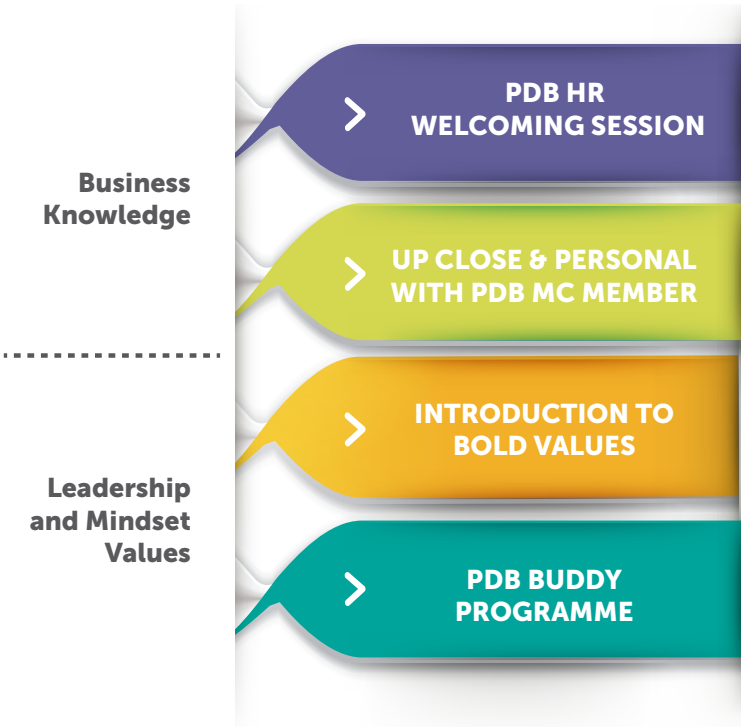 Business
Knowledge
PDB HR
WELCOMING SESSION
UP CLOSE & PERSONAL
WITH PDB MC MEMBER
Leadership
and Mindset
Values
INTRODUCTION TO
BOLD VALUES
PDB BUDDY
PROGRAMME